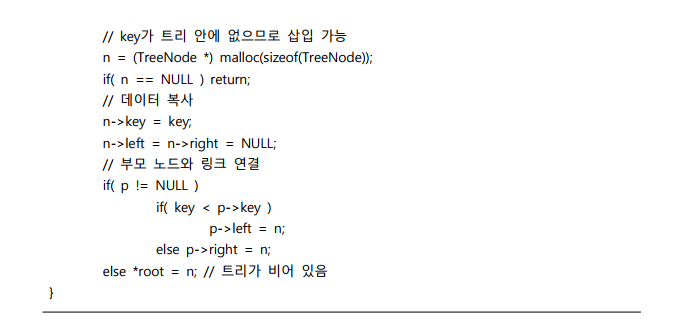 // key가 트리 안에 없으므로 삽입 가능
n = (TreeNode *) malloc(sizeof(TreeNode));
if( n == NULL ) return;
// 데이터 복사
n->key = key;
n->left = n->right = NULL;
// 부모 노드와 링크 연결
if( p != NULL )
if( key < p->key )
p->left = n;
else p->right = n;
else *root = n; // 트리가 비어 있음
}